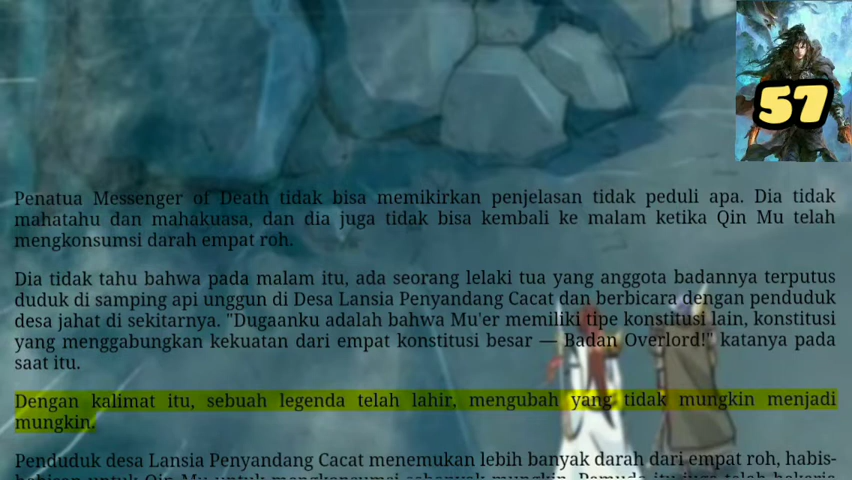 57
Penatua Messenger of Death tidak bisa memikirkan penjelasan tidak peduli apa. Dia tidak
mahatahu dan mahakuasa, dan dia juga tidak bisa kembali ke malam ketika Qin Mu telah
mengkonsumsi darah empat roh.
Dia tidak tahu bahwa pada malam itu, ada seorang lelaki tua yang anggota badannya terputus
duduk di samping api unggun di Desa Lansia Penyandang Cacat dan berbicara dengan penduduk
desa jahat di sekitarnya. "Dugaanku adalah bahwa Mu'er memiliki tipe konstitusi lain, konstitusi
yang menggabungkan kekuatan dari empat konstitusi besar — Badan Overlord!" katanya pada
saat itu.
Dengan kalimat itu, sebuah legenda telah lahir, mengubah yang tidak mungkin menjadi
mungkin.
Penduduk desa Lansia Penyandang Cacat menemukan lebih banyak darah dari empat roh, habis-